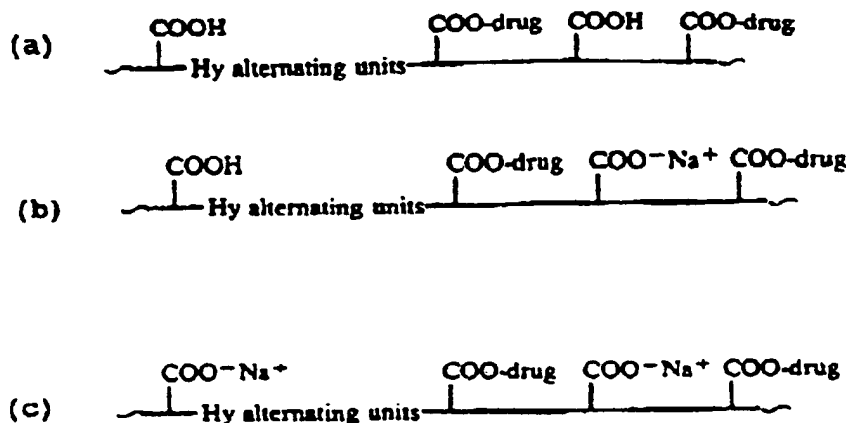 COOH COO-drug COOH COO-drug
(a)
Hy alternating units
COOH COO-drug COO⁻Na⁺ COO-drug
(b) Hy alternating units
COO⁻Na⁺ COO-drug COO⁻Na⁺ COO-drug
(c) Hy alternating units